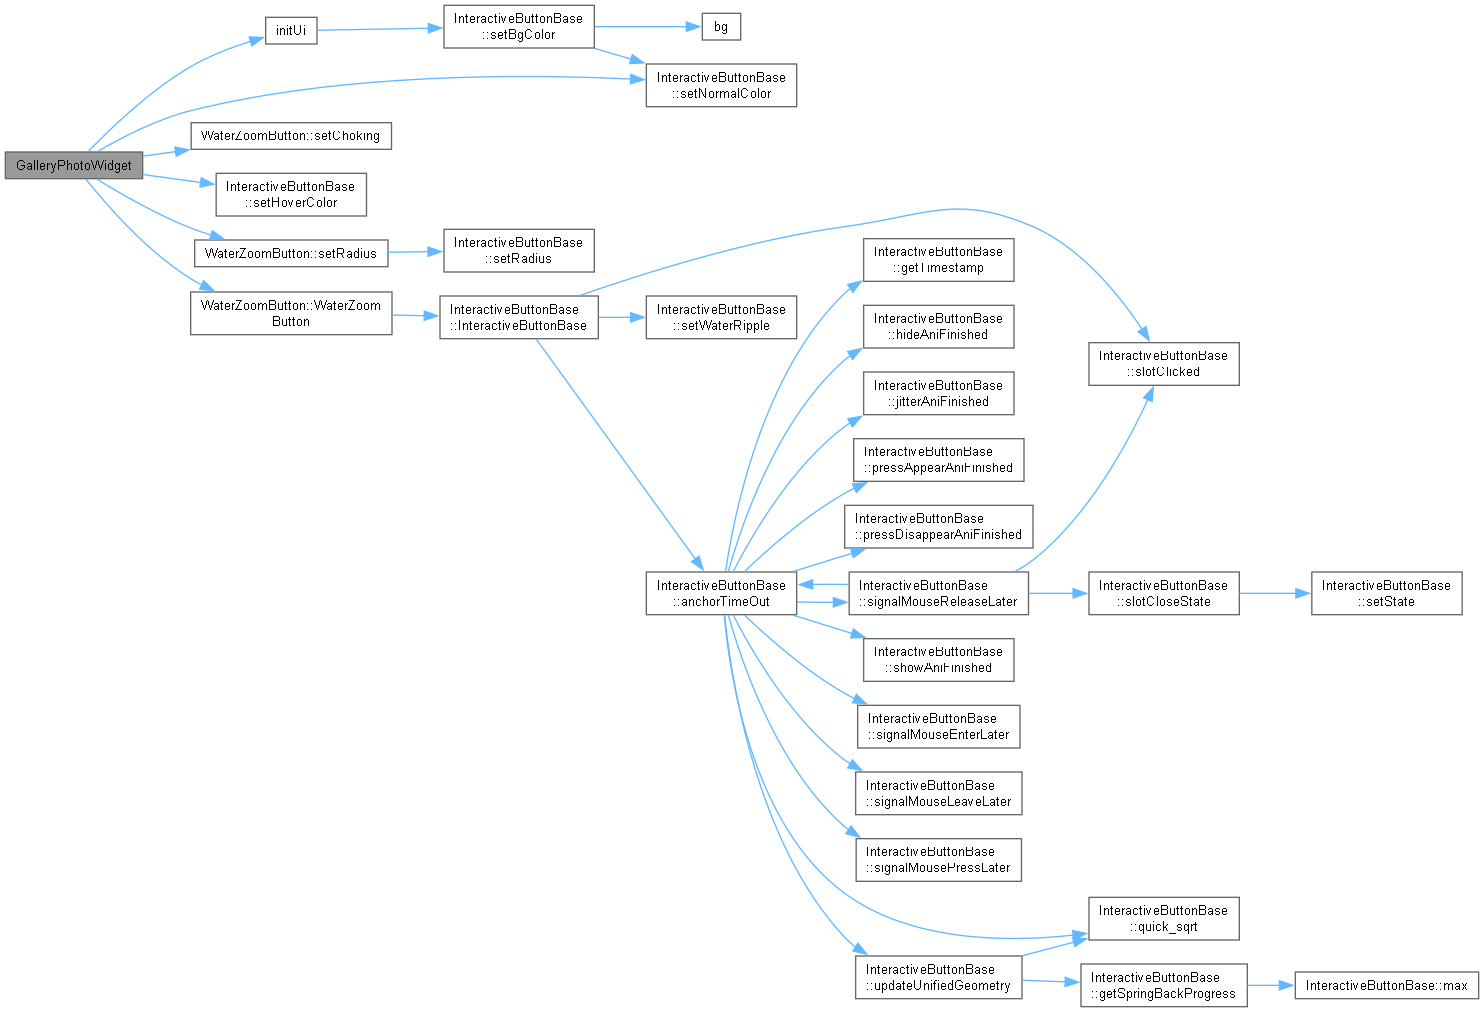 GalleryPhotoWidget
initUi
InteractiveButtonBase
::setBgColor
bg
InteractiveButtonBase
::setNormalColor
WaterZoomButton::setChoking
InteractiveButtonBase
::setHoverColor
WaterZoomButton::setRadius
InteractiveButtonBase
::setRadius
WaterZoomButton::WaterZoom
Button
InteractiveButtonBase
::InteractiveButtonBase
InteractiveButtonBase
::setWaterRipple
InteractiveButtonBase
::anchorTimeOut
InteractiveButtonBase
::getTimestamp
InteractiveButtonBase
::hideAniFinished
InteractiveButtonBase
::jitterAniFinished
InteractiveButtonBase
::pressAppearAniFinished
InteractiveButtonBase
::pressDisappearAniFinished
InteractiveButtonBase
::signalMouseReleaseLater
InteractiveButtonBase
::showAniFinished
InteractiveButtonBase
::signalMouseEnterLater
InteractiveButtonBase
::signalMouseLeaveLater
InteractiveButtonBase
::signalMousePressLater
InteractiveButtonBase
::updateUnifiedGeometry
InteractiveButtonBase
::slotClicked
InteractiveButtonBase
::slotCloseState
InteractiveButtonBase
::setState
InteractiveButtonBase
::quick_sqrt
InteractiveButtonBase
::getSpringBackProgress
InteractiveButtonBase::max